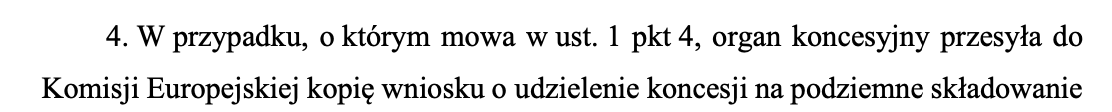 4. W przypadku, o którym mowa w ust. 1 pkt 4, organ koncesyjny przesyła do
Komisji Europejskiej kopię wniosku o udzielenie koncesji na podziemne składowanie